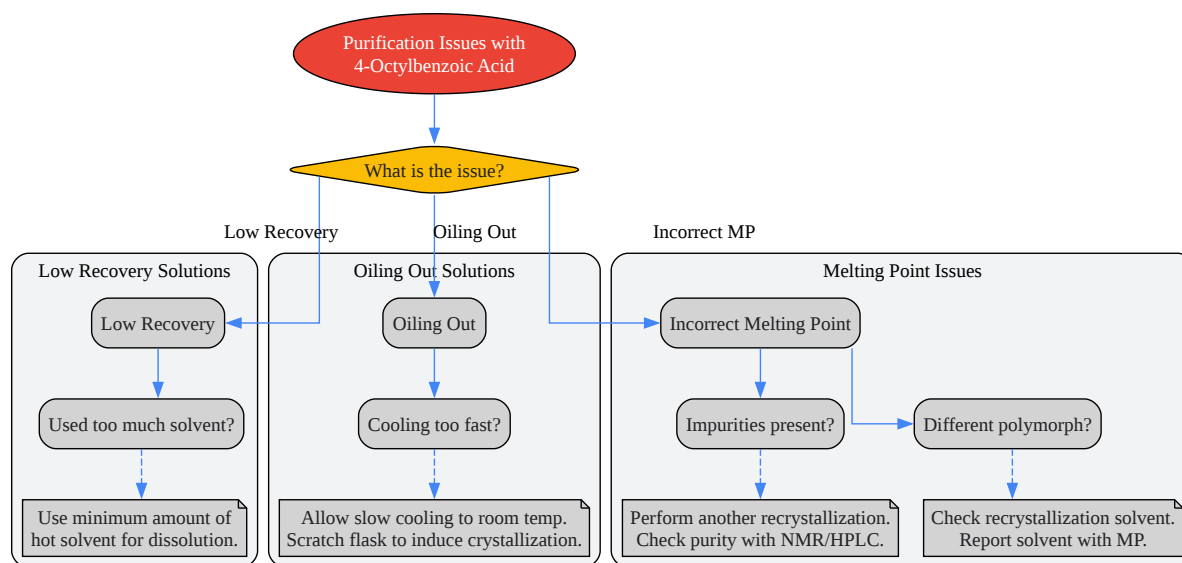 Purification Issues with
4-Octylbenzoic Acid
What is the issue?
Low Recovery
Oiling Out
Incorrect MP
Low Recovery Solutions
Oiling Out Solutions
Melting Point Issues
Low Recovery
Oiling Out
Incorrect Melting Point
Used too much solvent?
Cooling too fast?
Impurities present?
Different polymorph?
Use minimum amount of
hot solvent for dissolution.
Allow slow cooling to room temp.
Scratch flask to induce crystallization.
Perform another recrystallization.
Check purity with NMR/HPLC.
Check recrystallization solvent.
Report solvent with MP.